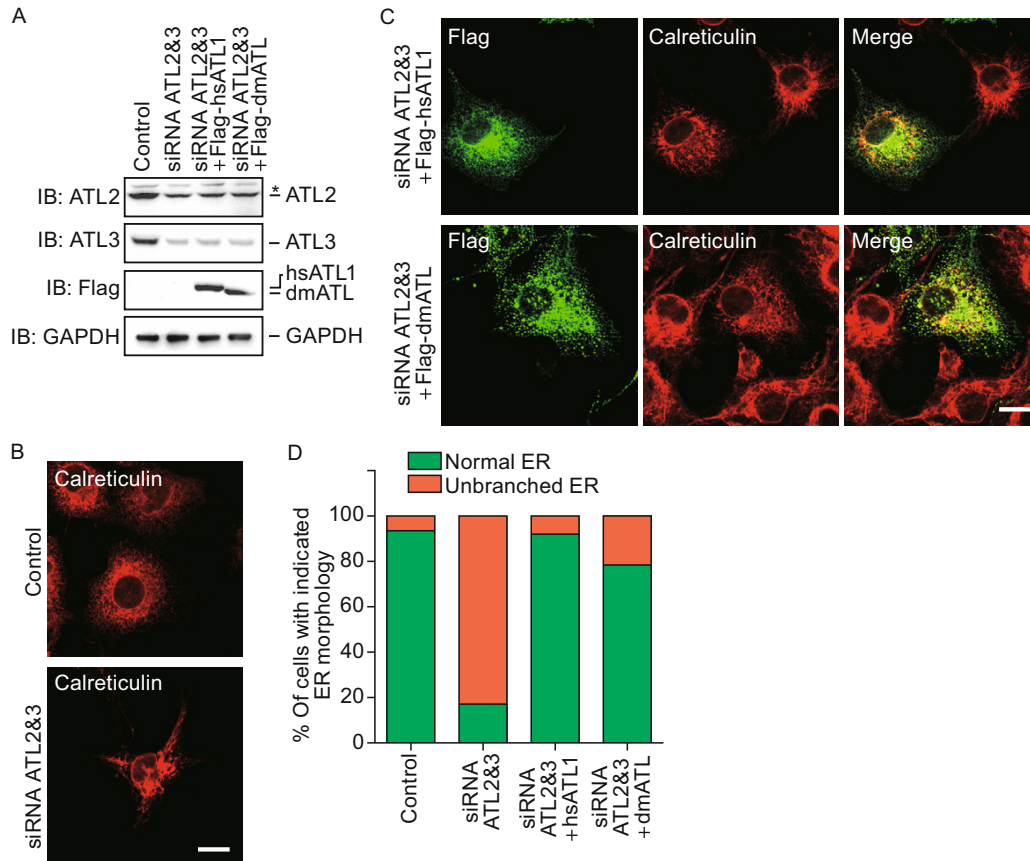 A
Control
siRNA ATL2&3
siRNA ATL2&3
+Flag-hsATL1
siRNA ATL2&3
+Flag-dmATL
IB: ATL2
*
ATL2
IB: ATL3
ATL3
IB: Flag
hsATL1
dmATL
IB: GAPDH
GAPDH
B
Control
Calreticulin
siRNA ATL2&3
Calreticulin
C
siRNA ATL2&3
+Flag-hsATL1
Flag
Calreticulin
Merge
siRNA ATL2&3
+Flag-dmATL
Flag
Calreticulin
Merge
D
Normal ER
Unbranched ER
% Of cells with indicated
ER morphology
100
80
60
40
20
0
Control
siRNA
ATL2&3
siRNA
ATL2&3
+hsATL1
siRNA
ATL2&3
+dmATL